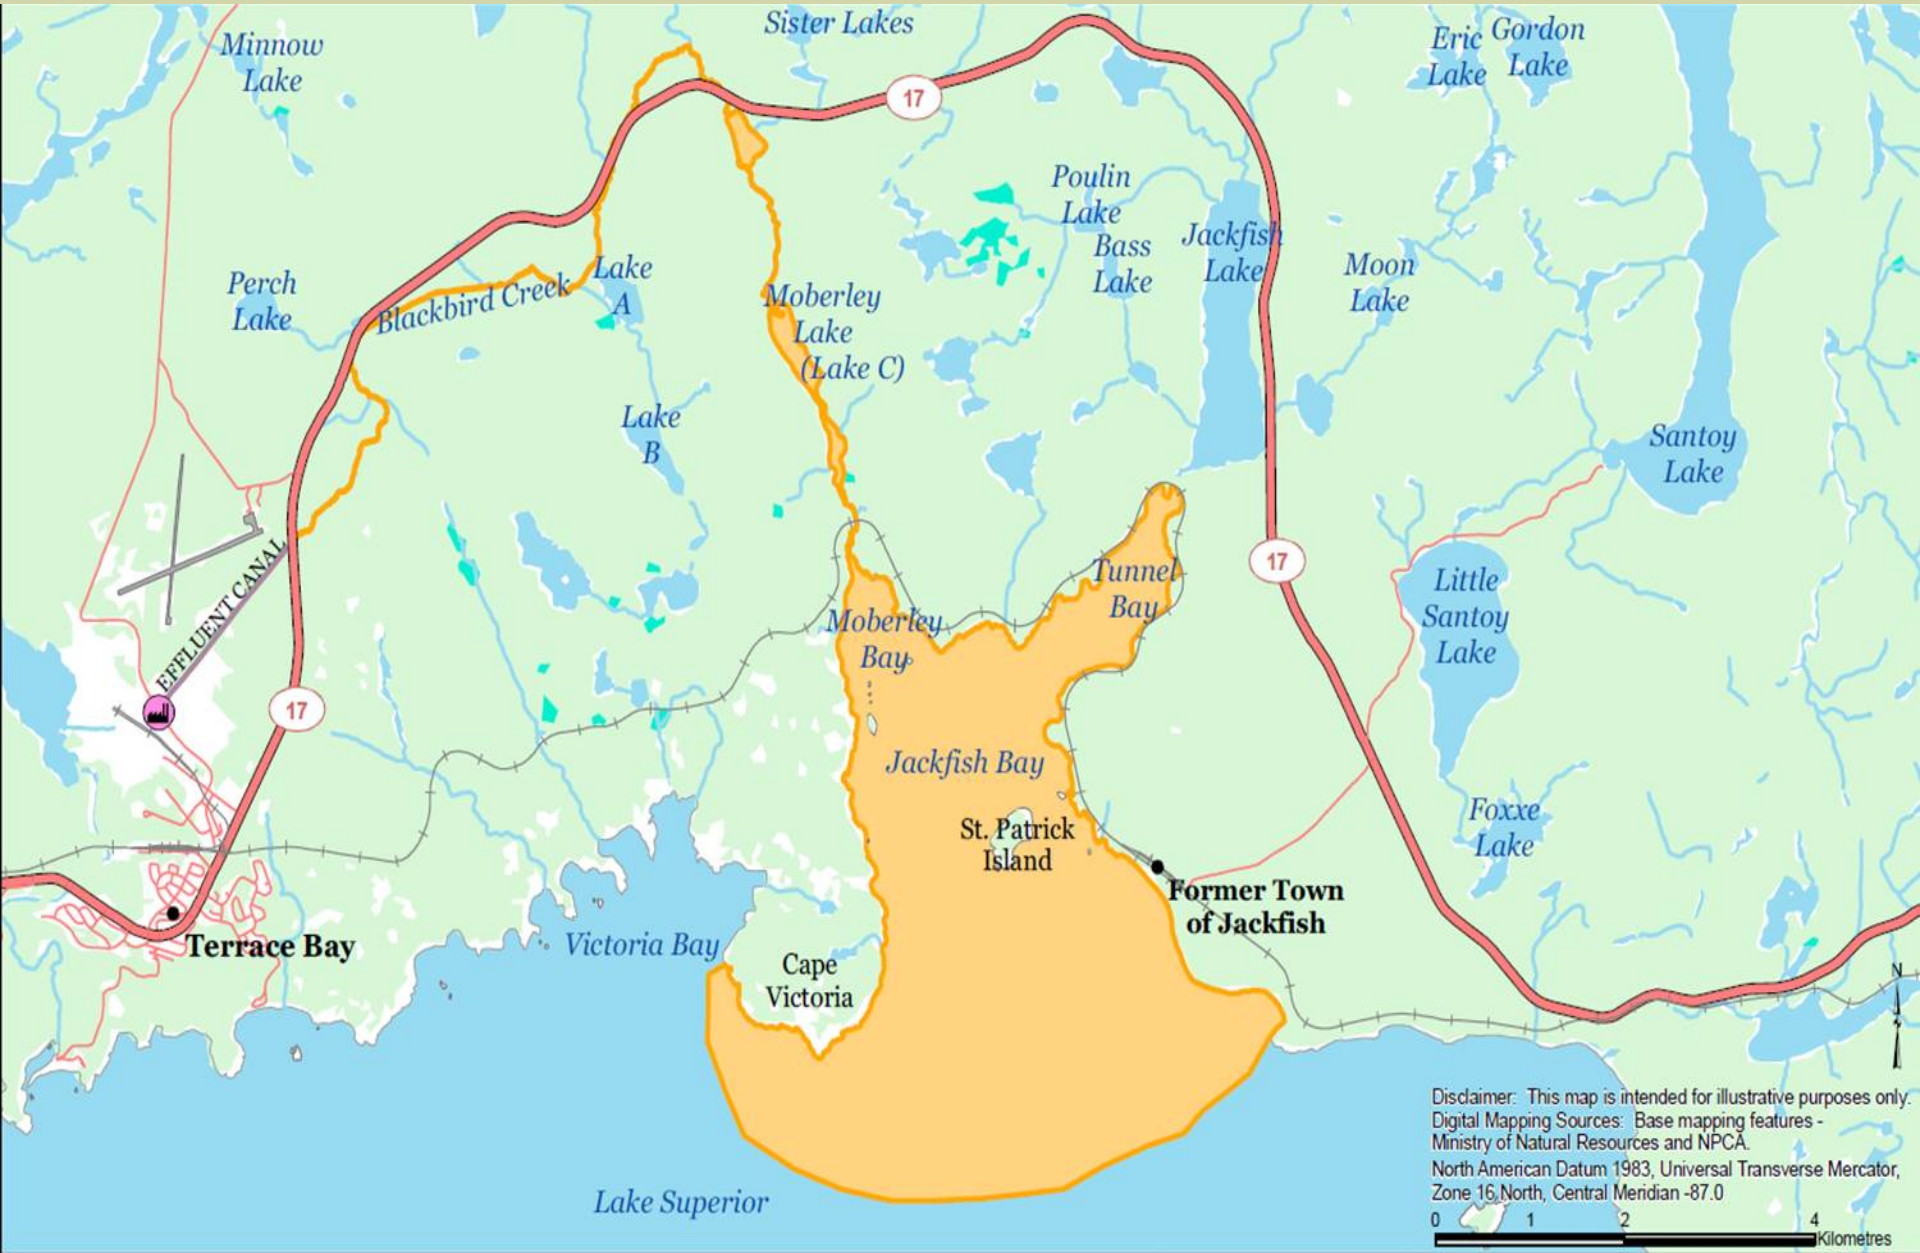 Sister Lakes
Minnow
Lake
Eric
Lake
Gordon
Lake
17
Poulin
Lake
Bass
Lake
Jackfish
Lake
Moon
Lake
Perch
Lake
Blackbird Creek
Lake
A
Moberley
Lake
(Lake C)
Lake
B
Santoy
Lake
EFFLUENT CANAL
17
Little
Santoy
Lake
Tunnel
Bay
Moberley
Bay
17
Jackfish Bay
St. Patrick
Island
Foxxe
Lake
Former Town
of Jackfish
Terrace Bay
Victoria Bay
Cape
Victoria
N
Lake Superior
Disclaimer: This map is intended for illustrative purposes only.
Digital Mapping Sources: Base mapping features -
Ministry of Natural Resources and NPCA.
North American Datum 1983, Universal Transverse Mercator,
Zone 16 North, Central Meridian -87.0
0 1 2 4
Kilometres